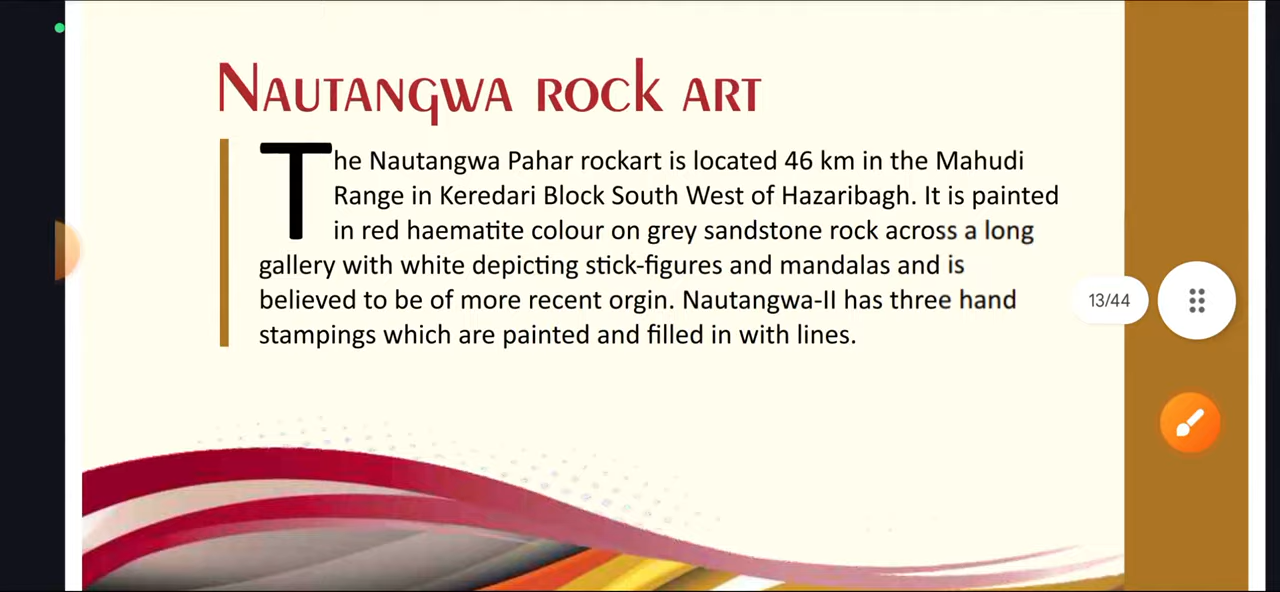 Nautangwa rock art
The Nautangwa Pahar rockart is located 46 km in the Mahudi
Range in Keredari Block South West of Hazaribagh. It is painted
in red haematite colour on grey sandstone rock across a long
gallery with white depicting stick-figures and mandalas and is
believed to be of more recent orgin. Nautangwa-II has three hand
stampings which are painted and filled in with lines.
13/44